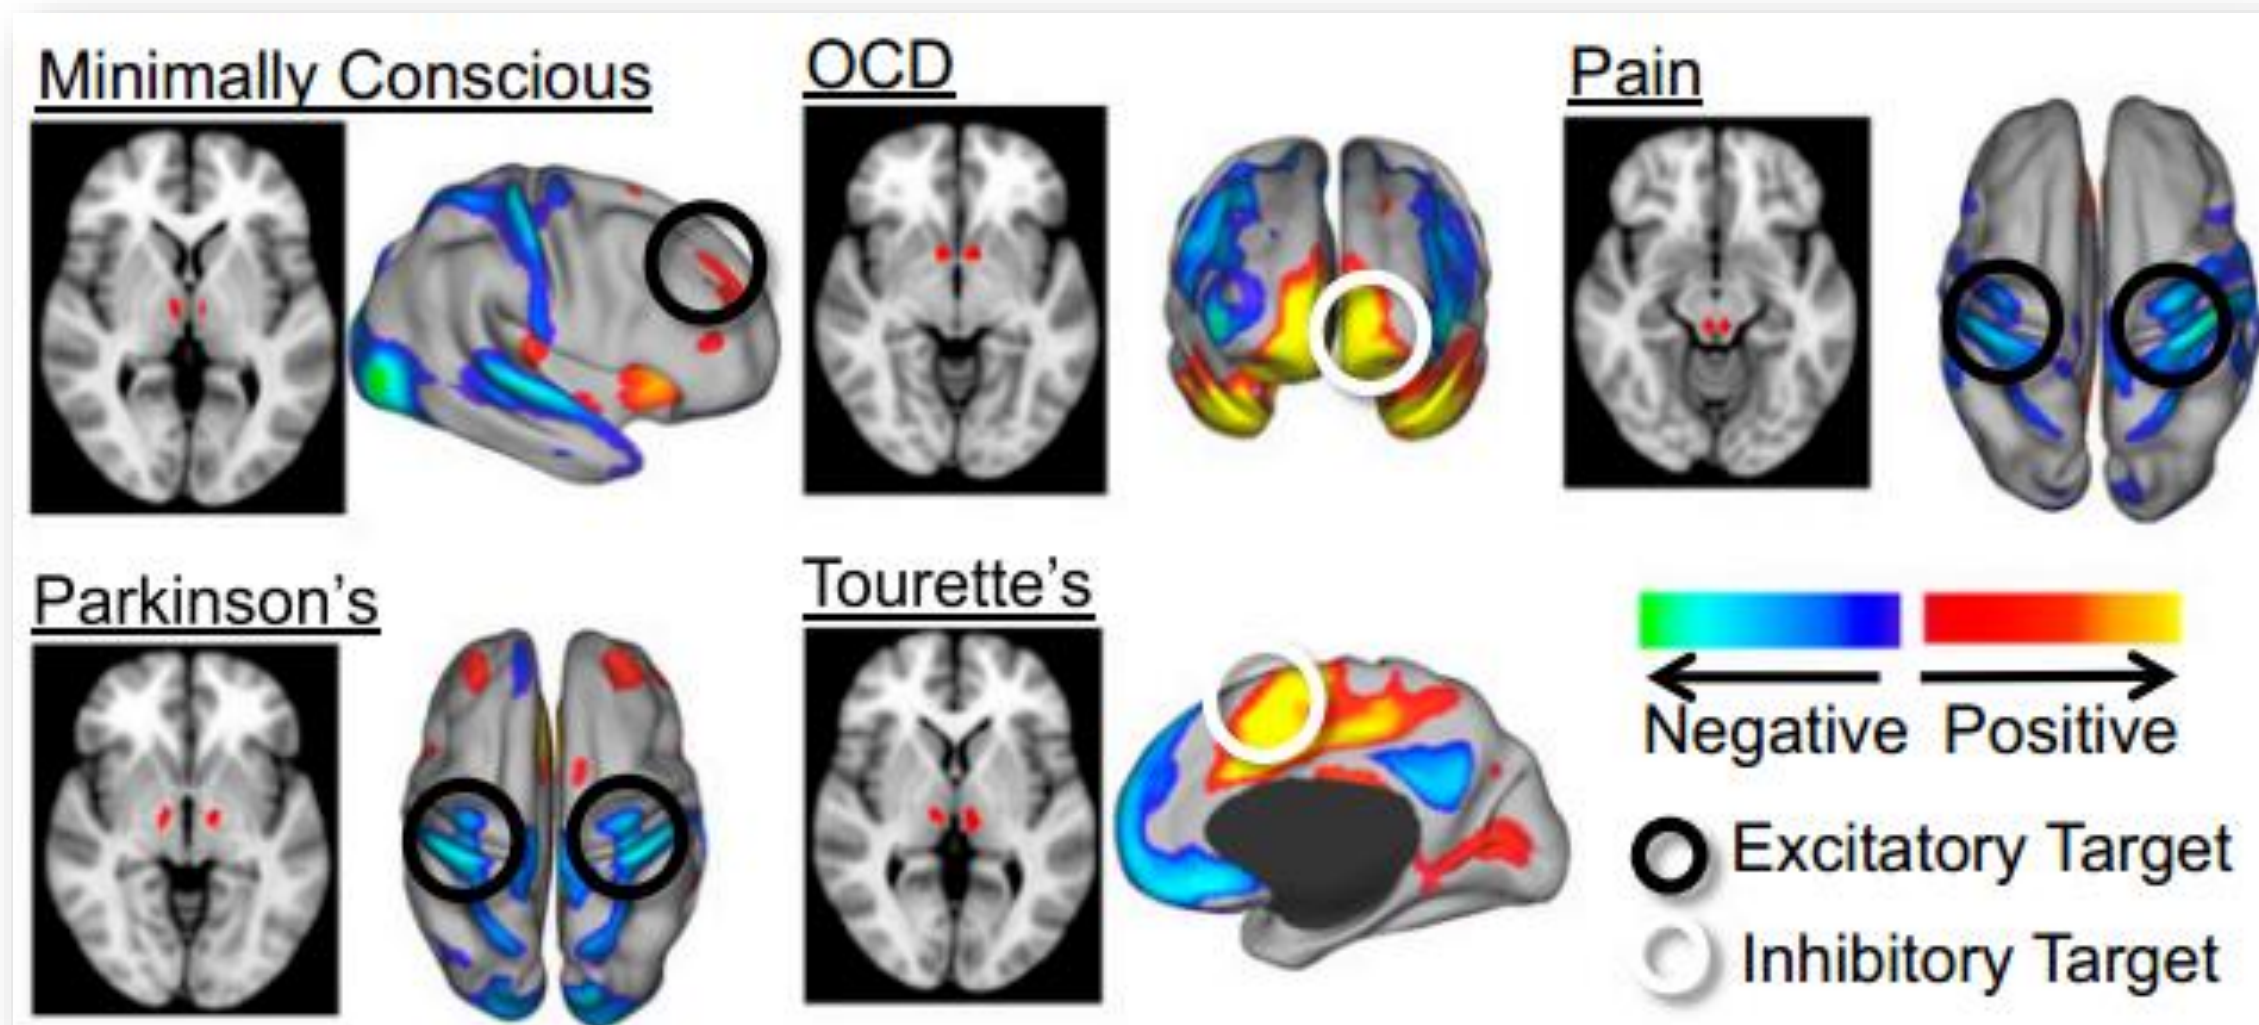 Minimally Conscious
OCD
Pain
Parkinson's
Tourette's
Negative Positive
Excitatory Target
Inhibitory Target